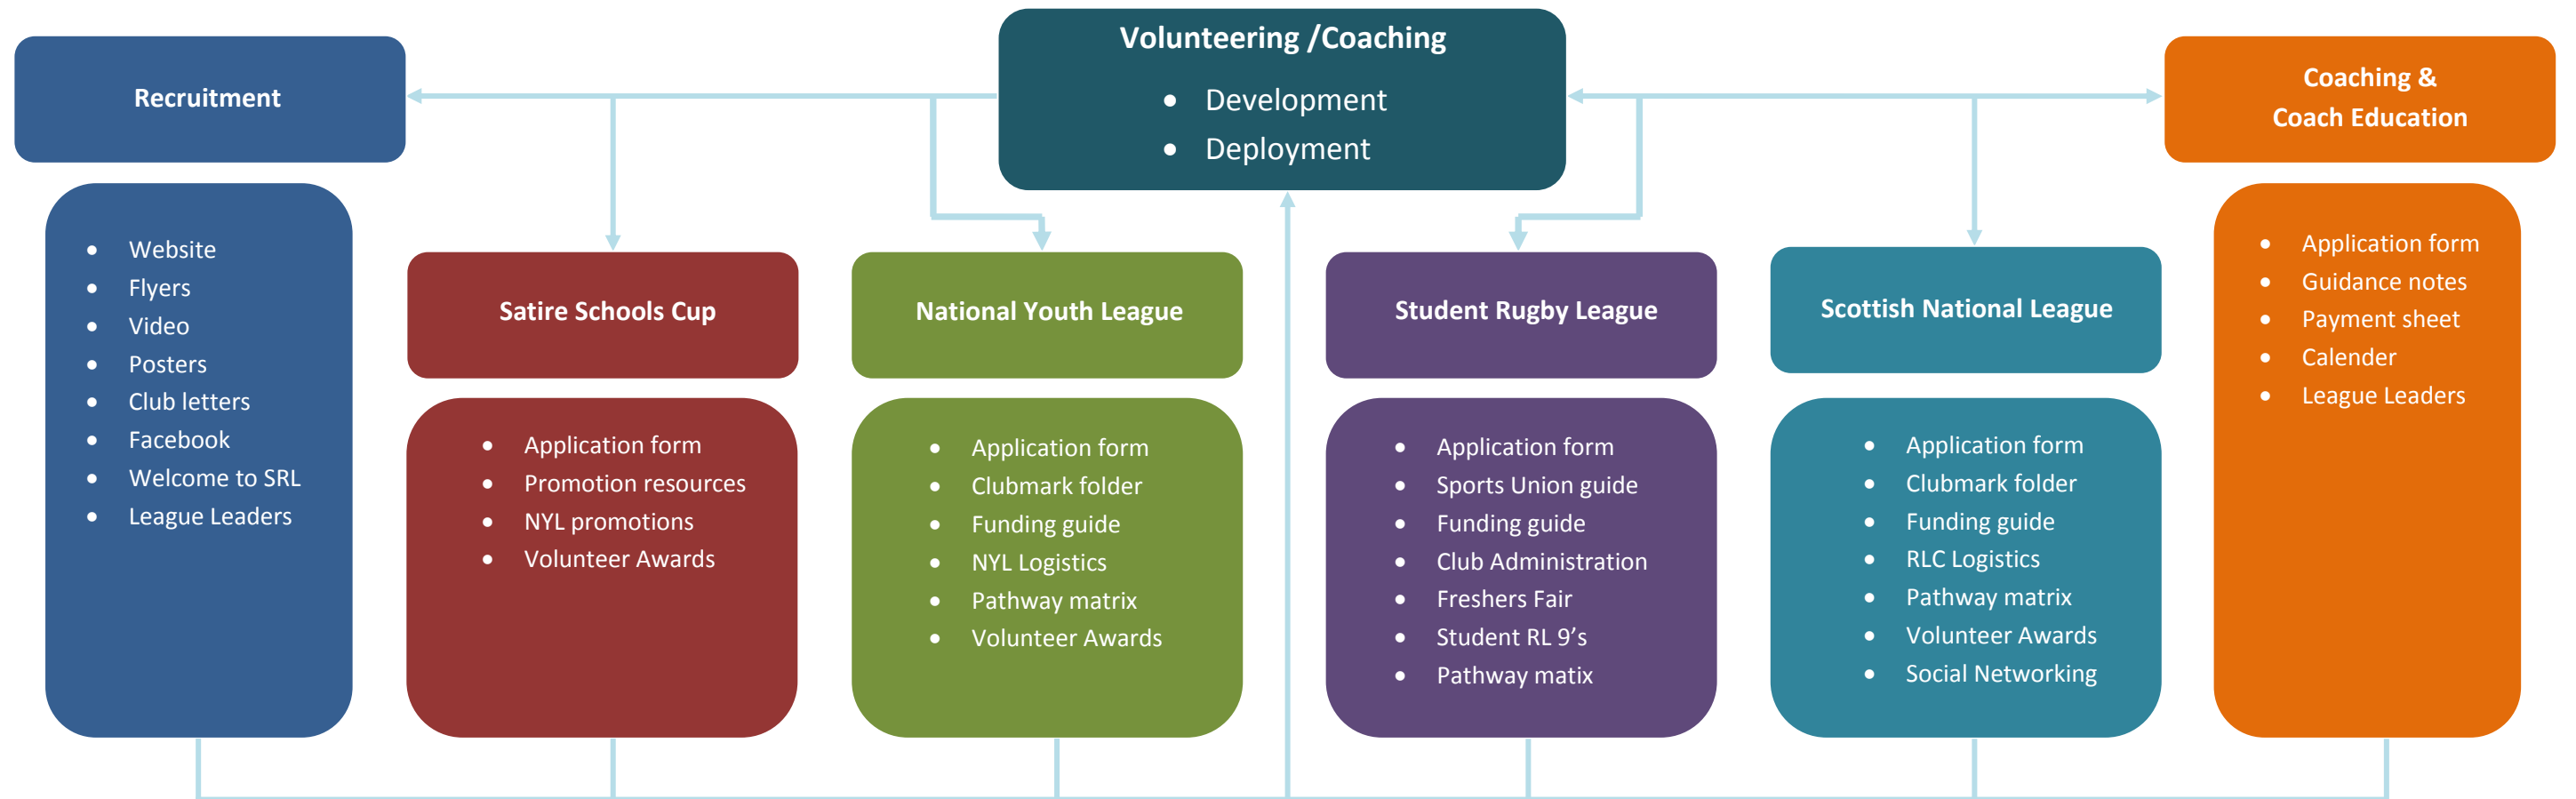 Volunteering /Coaching
• Development
• Deployment
Recruitment
• Website
• Flyers
• Video
• Posters
• Club letters
• Facebook
• Welcome to SRL
• League Leaders
Satire Schools Cup
• Application form
• Promotion resources
• NYL promotions
• Volunteer Awards
National Youth League
• Application form
• Clubmark folder
• Funding guide
• NYL Logistics
• Pathway matrix
• Volunteer Awards
Student Rugby League
• Application form
• Sports Union guide
• Funding guide
• Club Administration
• Freshers Fair
• Student RL 9’s
• Pathway matix
Scottish National League
• Application form
• Clubmark folder
• Funding guide
• RLC Logistics
• Pathway matrix
• Volunteer Awards
• Social Networking
Coaching &
Coach Education
• Application form
• Guidance notes
• Payment sheet
• Calender
• League Leaders